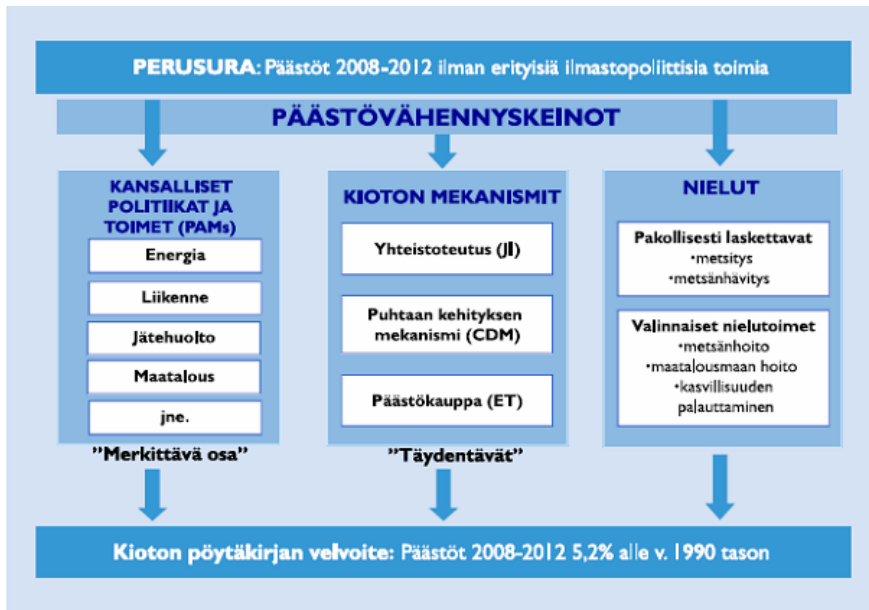 PERUSURA: Päästöt 2008-2012 ilman erityisiä ilmastopoliittisia toimia
PÄÄSTÖVÄHENNYSKEINOT
KANSALLISET
POLITIIKAT JA
TOIMET (PAMs)
Energia
Liikenne
Jätehuolto
Maatalous
jne.
”Merkittävä osa”
KIOTON MEKANISMIT
Yhteistoteutus (JI)
Puhtaan kehityksen
mekanismi (CDM)
Päästökauppa (ET)
”Täydentävät”
NIELUT
Pakollisesti laskettavat
•metsitys
•metsänhävitys
Valinnaiset nielutoimet
•metsänhoito
•maatalousmaan hoito
•kasvillisuuden
palauttaminen
Kioton pöytäkirjan velvoite: Päästöt 2008-2012 5,2% alle v. 1990 tason